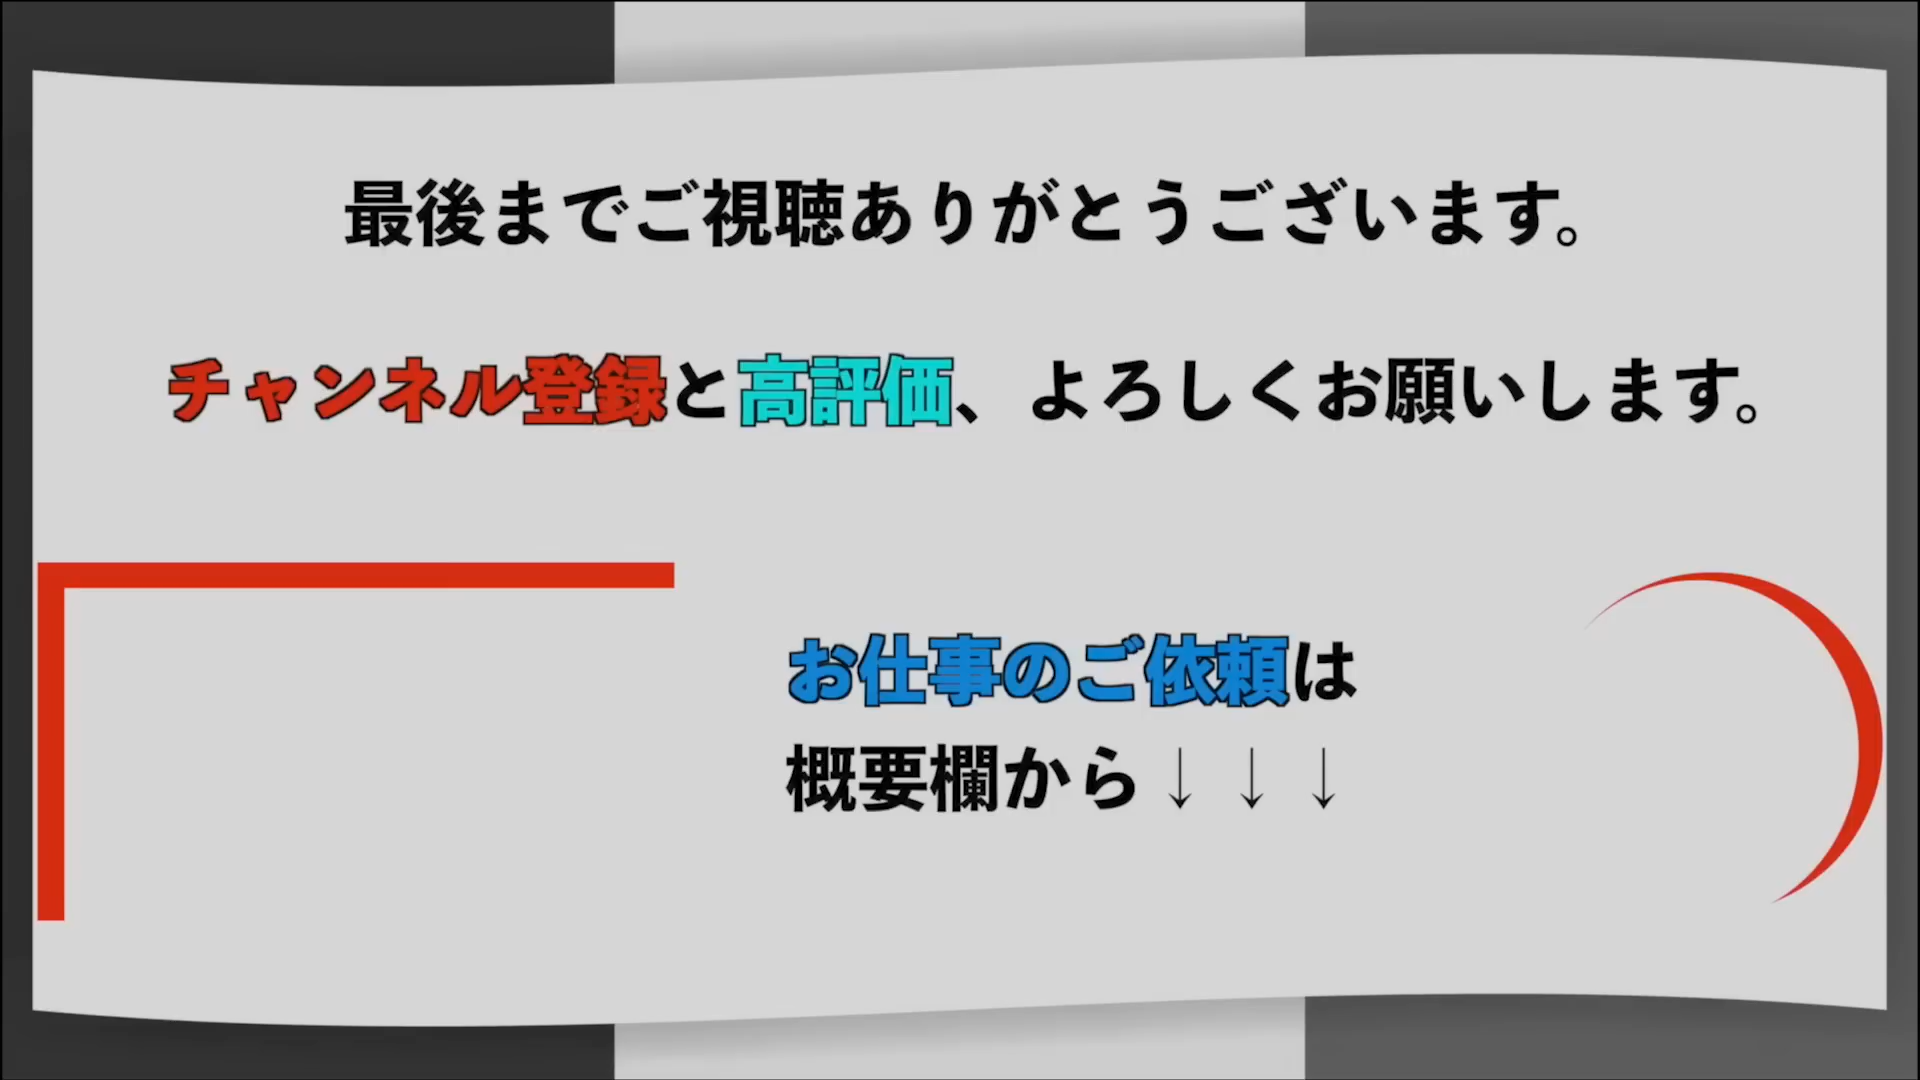 最後までご視聴ありがとうございます。
チャンネル登録と高評価、よろしくお願いします。
お仕事のご依頼は
概要欄から↓↓↓